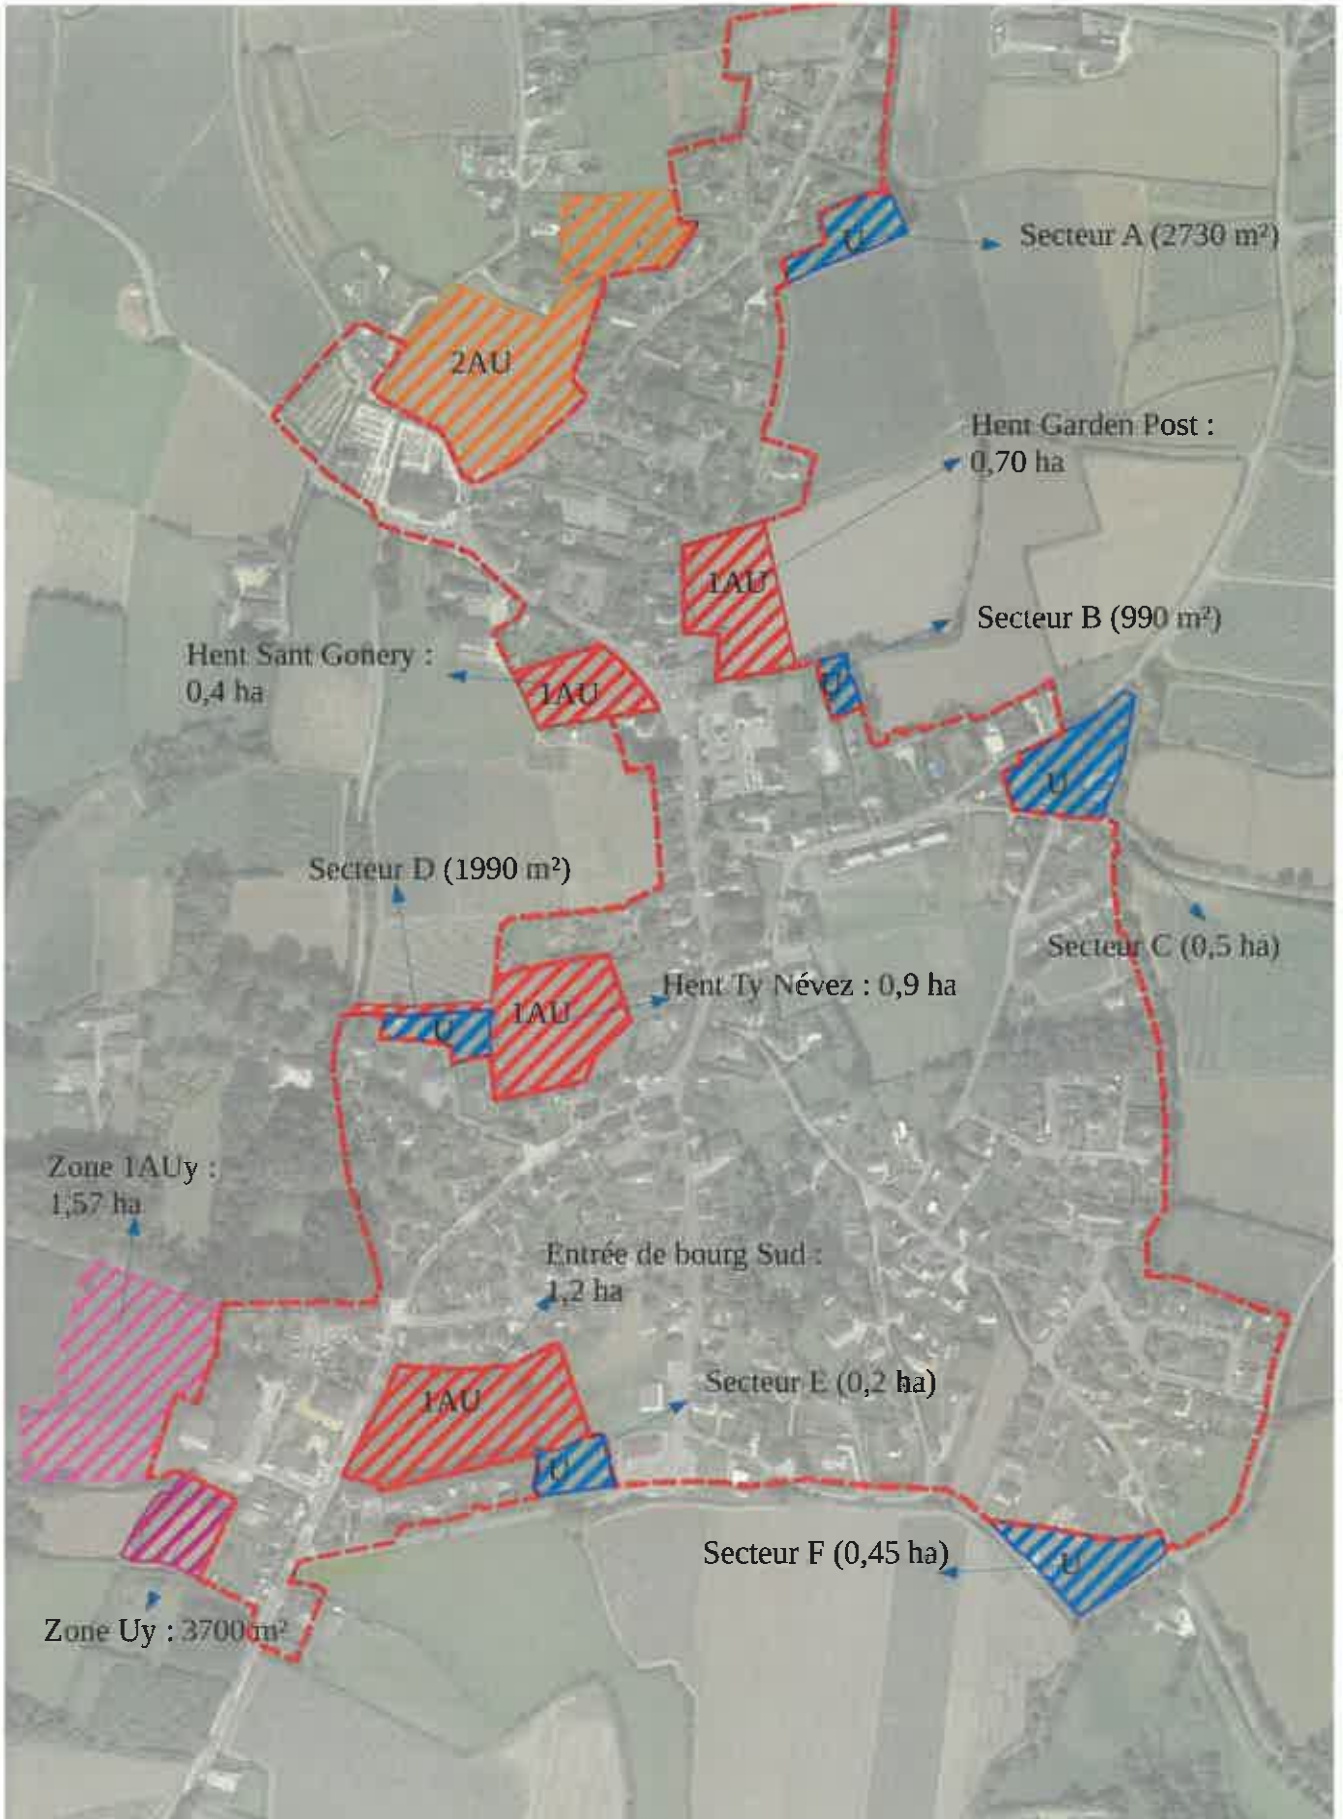 U
Secteur A (2730 m²)
2AU
Hent Garden Post :
0,70 ha
1AU
Secteur B (990 m²)
Hent Sant Gonery :
0,4 ha
1AU
U
U
Secteur D (1990 m²)
Secteur C (0,5 ha)
Hent Ty Névez : 0,9 ha
1AU
U
Zone 1AUy :
1,57 ha
Entrée de bourg Sud :
1,2 ha
Secteur E (0,2 ha)
1AU
U
Secteur F (0,45 ha)
U
Zone Uy : 3700 m²